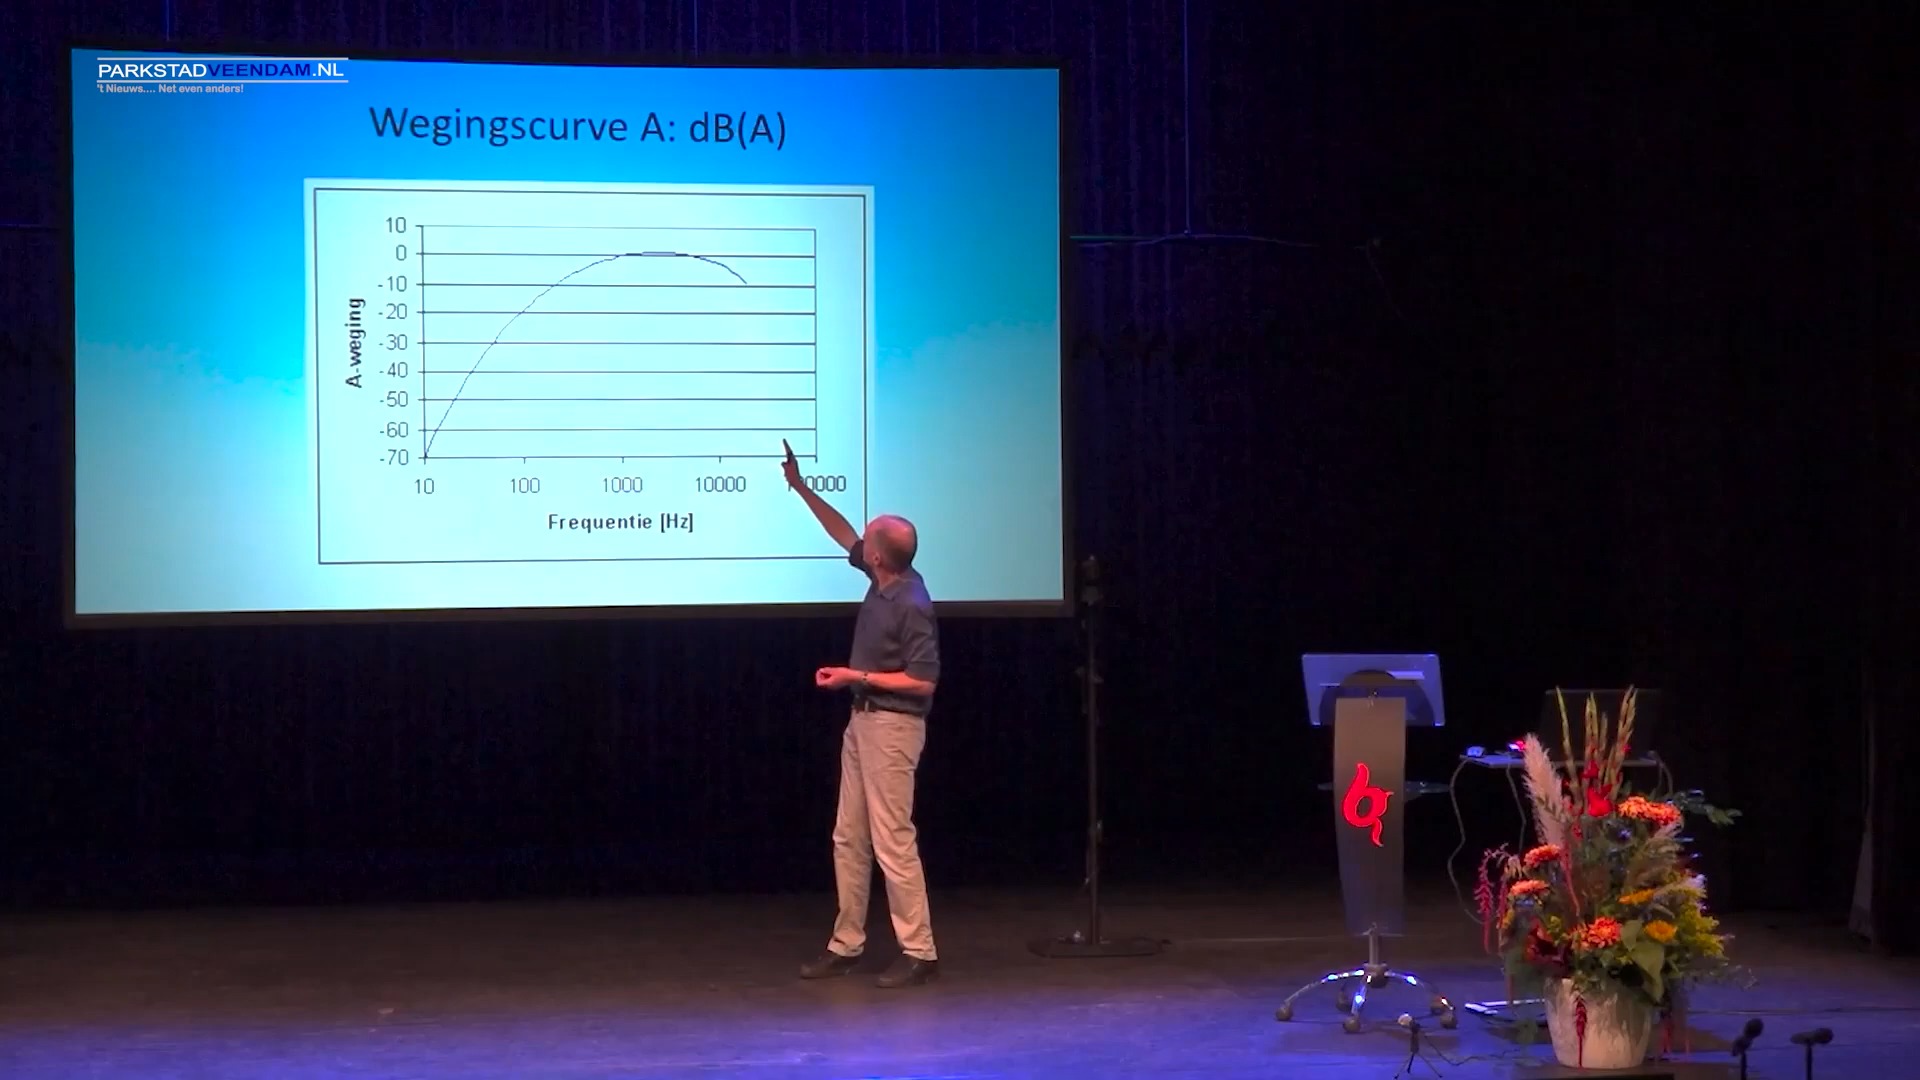 PARKSTADVEENDAM.NL
't Nieuws.... Net even anders!
Wegingscurve A: dB(A)
10
0
-10
-20
-30
-40
-50
-60
-70
A-weging
10 100 1000 10000
Frequentie [Hz]